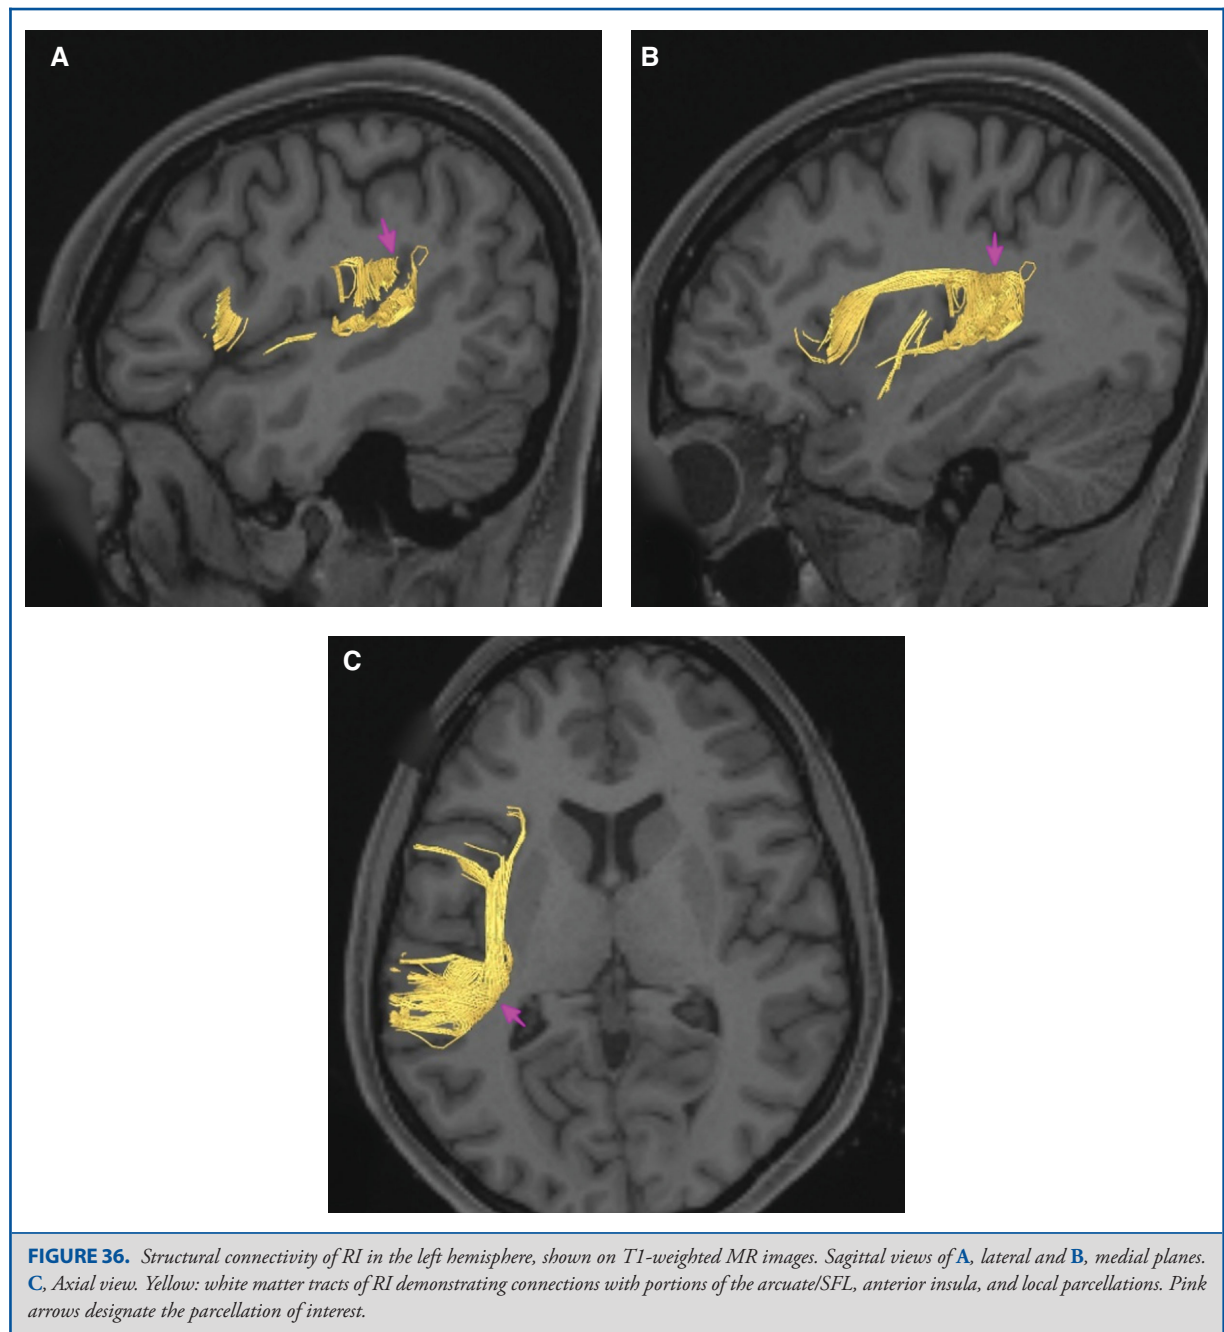 A
B
C
FIGURE 36. Structural connectivity of RI in the left hemisphere, shown on T1-weighted MR images. Sagittal views of A, lateral and B, medial planes.
C, Axial view. Yellow: white matter tracts of RI demonstrating connections with portions of the arcuate/SFL, anterior insula, and local parcellations. Pink
arrows designate the parcellation of interest.